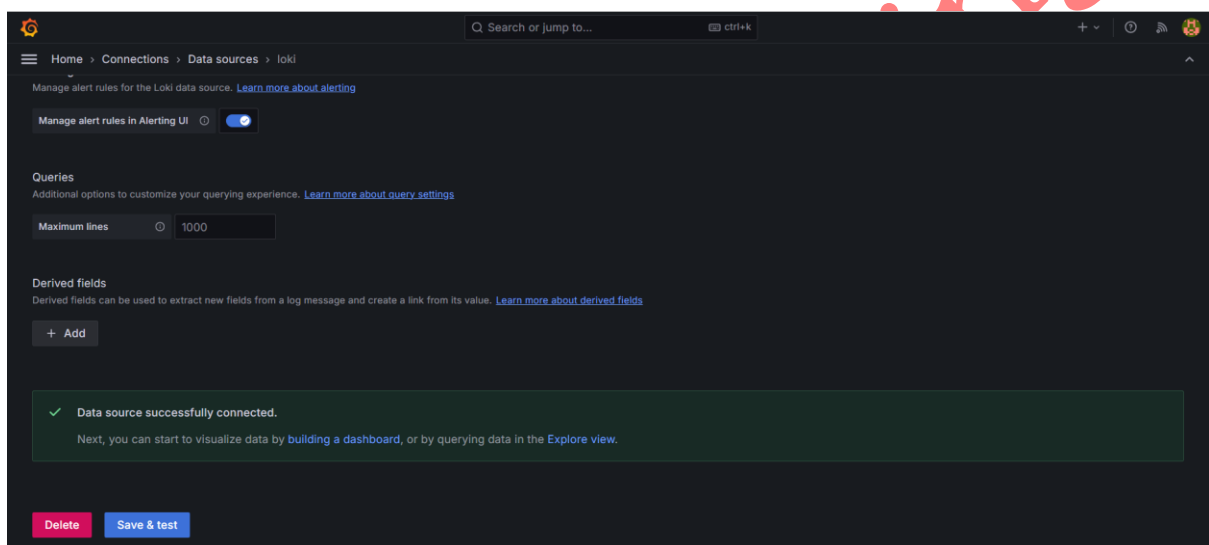 Search or jump to... ctrl+k
Home › Connections › Data sources › loki
Manage alert rules for the Loki data source. Learn more about alerting
Manage alert rules in Alerting UI
Queries
Additional options to customize your querying experience. Learn more about query settings
Maximum lines 1000
Derived fields
Derived fields can be used to extract new fields from a log message and create a link from its value. Learn more about derived fields
+ Add
Data source successfully connected.
Next, you can start to visualize data by building a dashboard, or by querying data in the Explore view.
Delete Save & test